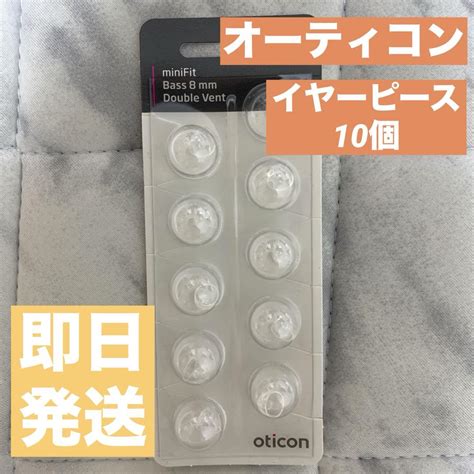 オーティコン
イヤーピース
10個
miniFit
Bass 8 mm
Double Vent
即日
発送
oticon